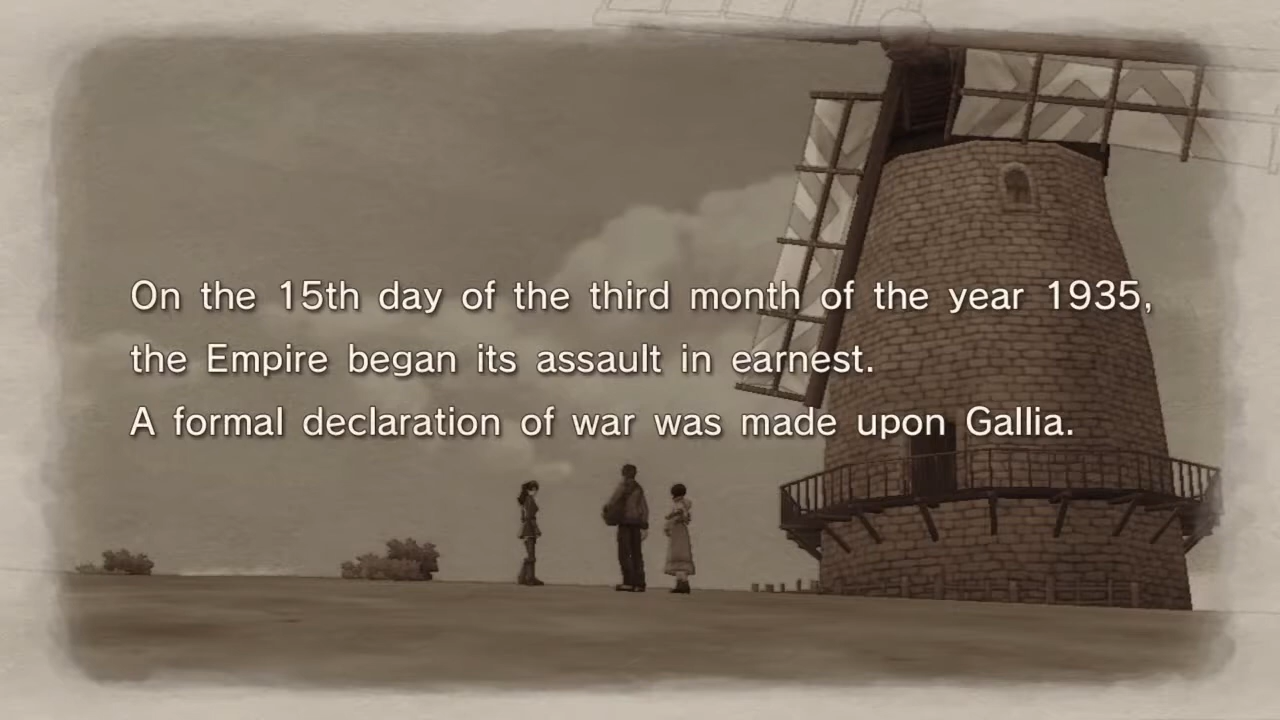 On the 15th day of the third month of the year 1935,
the Empire began its assault in earnest.
A formal declaration of war was made upon Gallia.